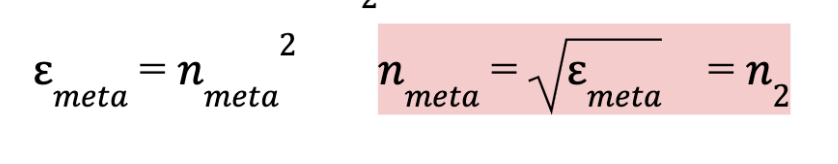 ε_meta = n_meta^2    n_meta = √ε_meta = n_2